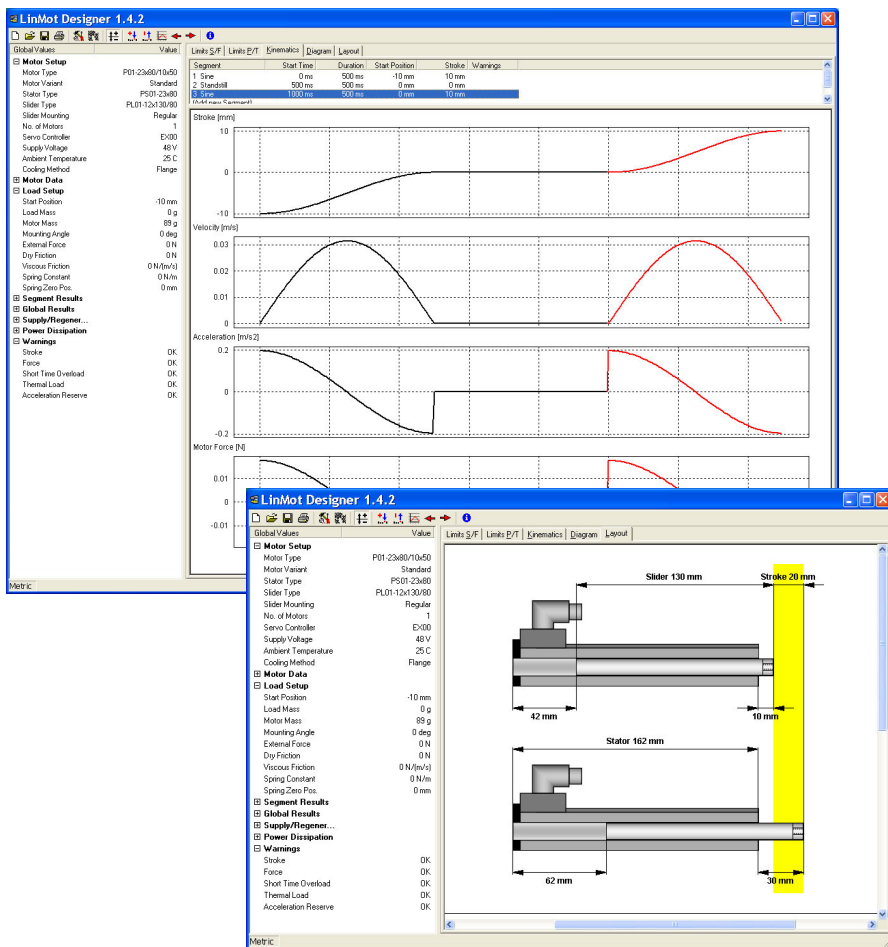 LinMot Designer 1.4.2
Global Values Value
Motor Setup
Motor Type P01-23x80/10x50
Motor Variant Standard
Stator Type PS01-23x80
Slider Type PL01-12x130/80
Slider Mounting Regular
No. of Motors 1
Servo Controller EX00
Supply Voltage 48 V
Ambient Temperature 25 C
Cooling Method Flange
Motor Data
Load Setup
Start Position -10 mm
Load Mass 0 g
Motor Mass 89 g
Mounting Angle 0 deg
External Force 0 N
Dry Friction 0 N
Viscous Friction 0 N/(m/s)
Spring Constant 0 N/m
Spring Zero Pos. 0 mm
Segment Results
Global Results
Supply/Regener...
Power Dissipation
Warnings
Stroke OK
Force OK
Short Time Overload OK
Thermal Load OK
Acceleration Reserve OK
Metric
Limits S/F Limits P/T Kinematics Diagram Layout
Segment Start Time Duration Start Position Stroke Warnings
1 Sine 0 ms 500 ms -10 mm 10 mm
2 Standstill 500 ms 500 ms 0 mm 0 mm
3 Sine 1000 ms 500 ms 0 mm 10 mm
(Add new Segment)
Stroke [mm]
10
0
-10
Velocity [m/s]
0.03
0.02
0.01
0
Acceleration [m/s2]
0.2
0
-0.2
Motor Force [N]
0.01
0
-0.01
LinMot Designer 1.4.2
Global Values Value
Motor Setup
Motor Type P01-23x80/10x50
Motor Variant Standard
Stator Type PS01-23x80
Slider Type PL01-12x130/80
Slider Mounting Regular
No. of Motors 1
Servo Controller EX00
Supply Voltage 48 V
Ambient Temperature 25 C
Cooling Method Flange
Motor Data
Load Setup
Start Position -10 mm
Load Mass 0 g
Motor Mass 89 g
Mounting Angle 0 deg
External Force 0 N
Dry Friction 0 N
Viscous Friction 0 N/(m/s)
Spring Constant 0 N/m
Spring Zero Pos. 0 mm
Segment Results
Global Results
Supply/Regener...
Power Dissipation
Warnings
Stroke OK
Force OK
Short Time Overload OK
Thermal Load OK
Acceleration Reserve OK
Metric
Limits S/F Limits P/T Kinematics Diagram Layout
Slider 130 mm Stroke 20 mm
42 mm 10 mm
Stator 162 mm
62 mm 30 mm